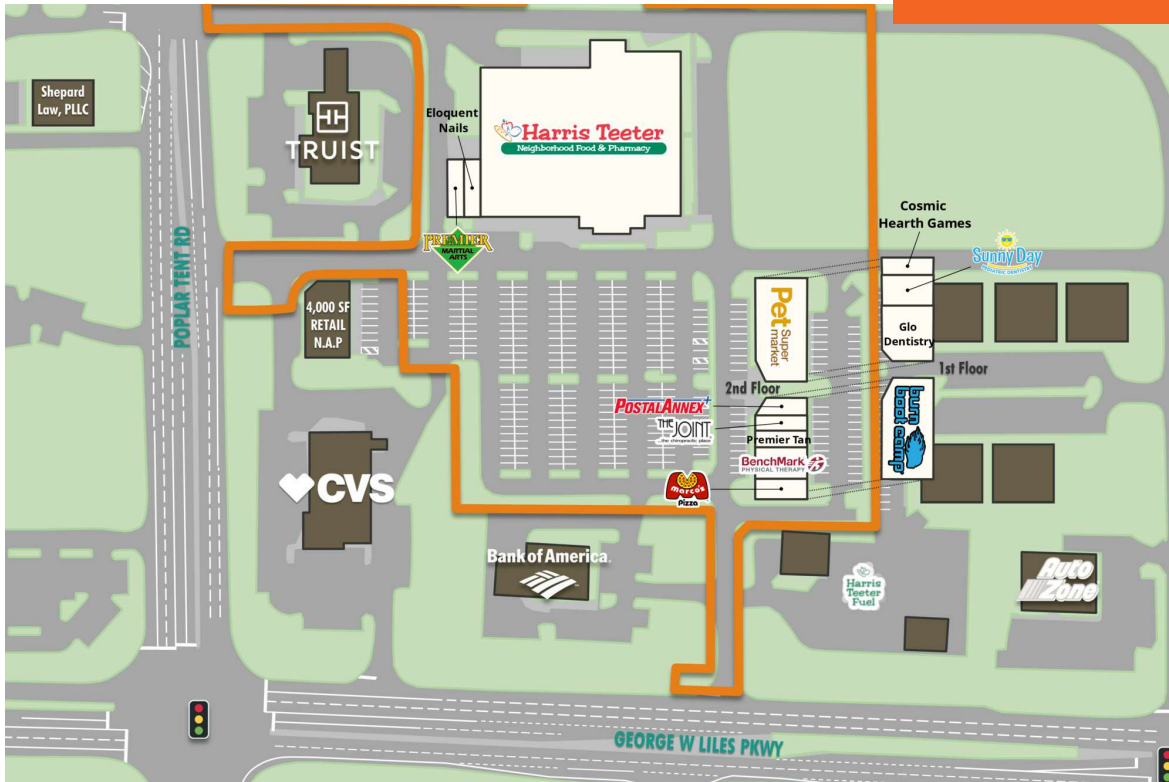 Shepard
Law, PLLC
TRUIST
Eloquent
Nails
Harris Teeter
Neighborhood Food & Pharmacy
PREMIER
MARTIAL
ARTS
POPLAR TENT RD
4,000 SF
RETAIL
N.A.P
Cosmic
Hearth Games
Sunny Day
PEDIATRIC DENTISTRY
Pet
Super
market
Glo
Dentistry
1st Floor
2nd Floor
POSTALANNEX+
THE
JOINT
...the chiropractic place
Premier Tan
BenchMark
PHYSICAL THERAPY
burn
boot camp
marco's
Pizza
CVS
Bank of America
Harris
Teeter
Fuel
Auto
Zone
GEORGE W LILES PKWY